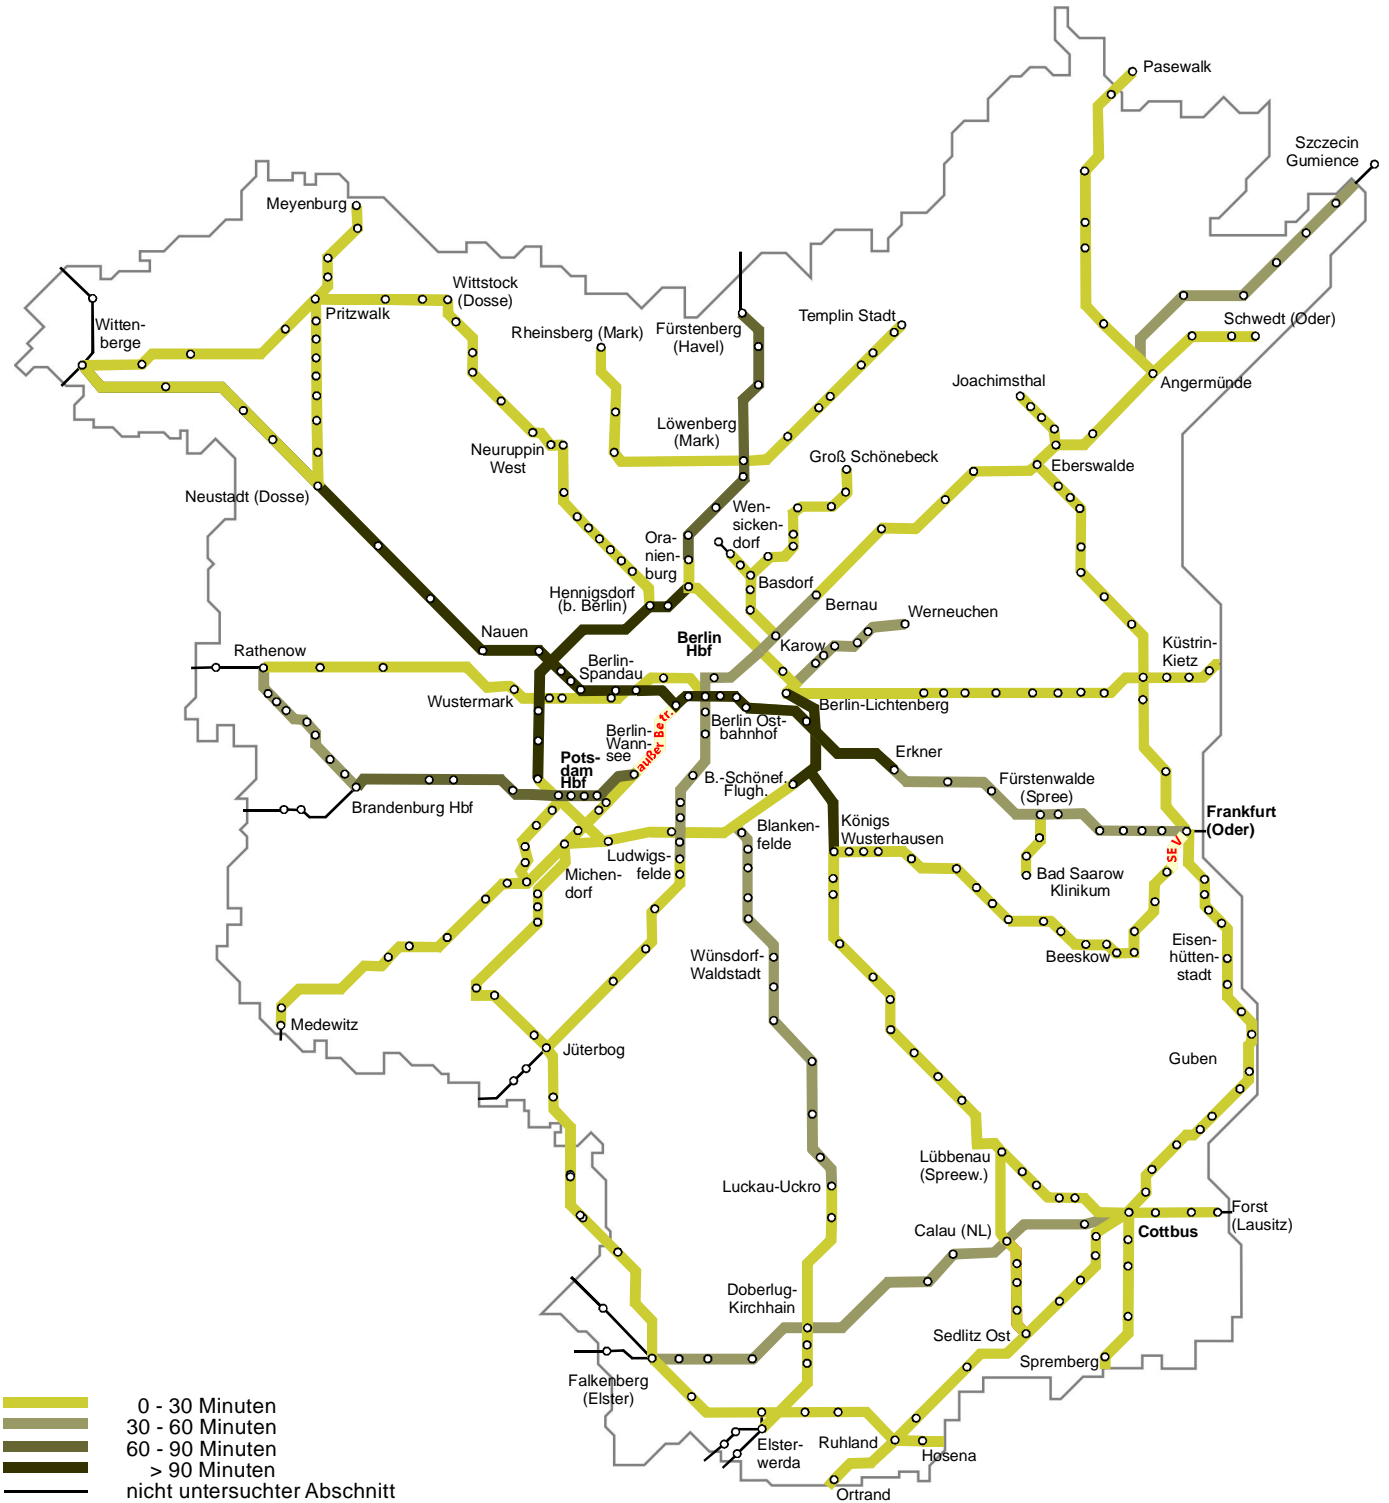 Pasewalk
Szczecin
Gumience
Meyenburg
Wittstock
(Dosse)
Pritzwalk
Witten-
berge
Rheinsberg (Mark)
Fürstenberg
(Havel)
Templin Stadt
Schwedt (Oder)
Joachimsthal
Angermünde
Löwenberg
(Mark)
Neuruppin
West
Groß Schönebeck
Eberswalde
Neustadt (Dosse)
Wen-
sicken-
dorf
Ora-
nien-
burg
Basdorf
Hennigsdorf
(b. Berlin)
Bernau
Werneuchen
Nauen
Berlin
Hbf
Karow
Küstrin-
Kietz
Rathenow
Berlin-
Spandau
Wustermark
Berlin-Lichtenberg
Berlin Ost-
bahnhof
Berlin-
Wann-
see
außer Betr.
Erkner
Pots-
dam
Hbf
B.-Schönef.
Flugh.
Fürstenwalde
(Spree)
Brandenburg Hbf
Frankfurt
(Oder)
Blanken-
felde
Königs
Wusterhausen
SEV
Ludwigs-
felde
Michen-
dorf
Bad Saarow
Klinikum
Wünsdorf-
Waldstadt
Beeskow
Eisen-
hütten-
stadt
Medewitz
Jüterbog
Guben
Lübbenau
(Spreew.)
Luckau-Uckro
Forst
(Lausitz)
Calau (NL)
Cottbus
Doberlug-
Kirchhain
Sedlitz Ost
Spremberg
Falkenberg
(Elster)
Elster-
werda
Ruhland
Hosena
Ortrand
0 - 30 Minuten
30 - 60 Minuten
60 - 90 Minuten
> 90 Minuten
nicht untersuchter Abschnitt